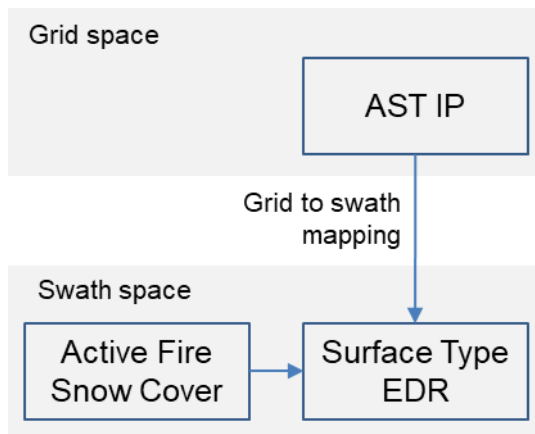 Grid space
AST IP
Grid to swath
mapping
Swath space
Active Fire
Snow Cover
Surface Type
EDR